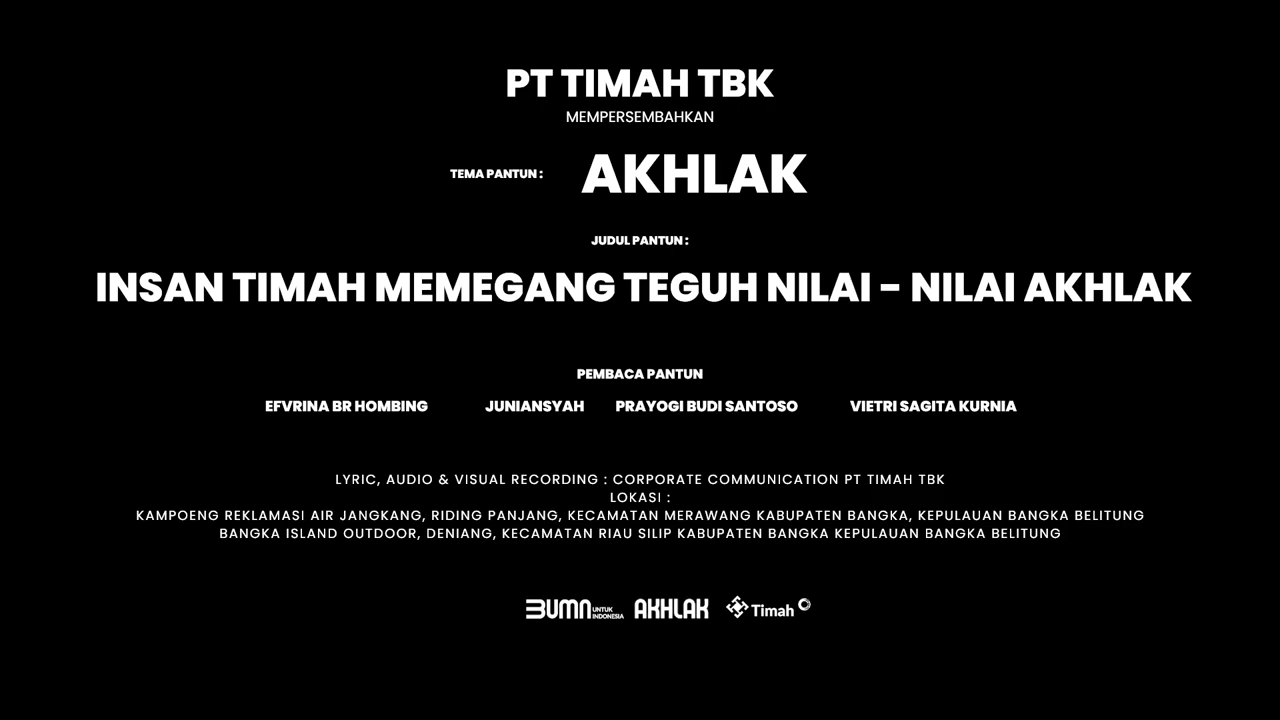 PT TIMAH TBK
MEMPERSEMBAHKAN
TEMA PANTUN : AKHLAK
JUDUL PANTUN :
INSAN TIMAH MEMEGANG TEGUH NILAI - NILAI AKHLAK
PEMBACA PANTUN
EFVRINA BR HOMBING JUNIANSYAH PRAYOGI BUDI SANTOSO VIETRI SAGITA KURNIA
LYRIC, AUDIO & VISUAL RECORDING : CORPORATE COMMUNICATION PT TIMAH TBK
LOKASI :
KAMPOENG REKLAMASI AIR JANGKANG, RIDING PANJANG, KECAMATAN MERAWANG KABUPATEN BANGKA, KEPULAUAN BANGKA BELITUNG
BANGKA ISLAND OUTDOOR, DENIANG, KECAMATAN RIAU SILIP KABUPATEN BANGKA KEPULAUAN BANGKA BELITUNG
BUMN UNTUK INDONESIA AKHLAK Timah